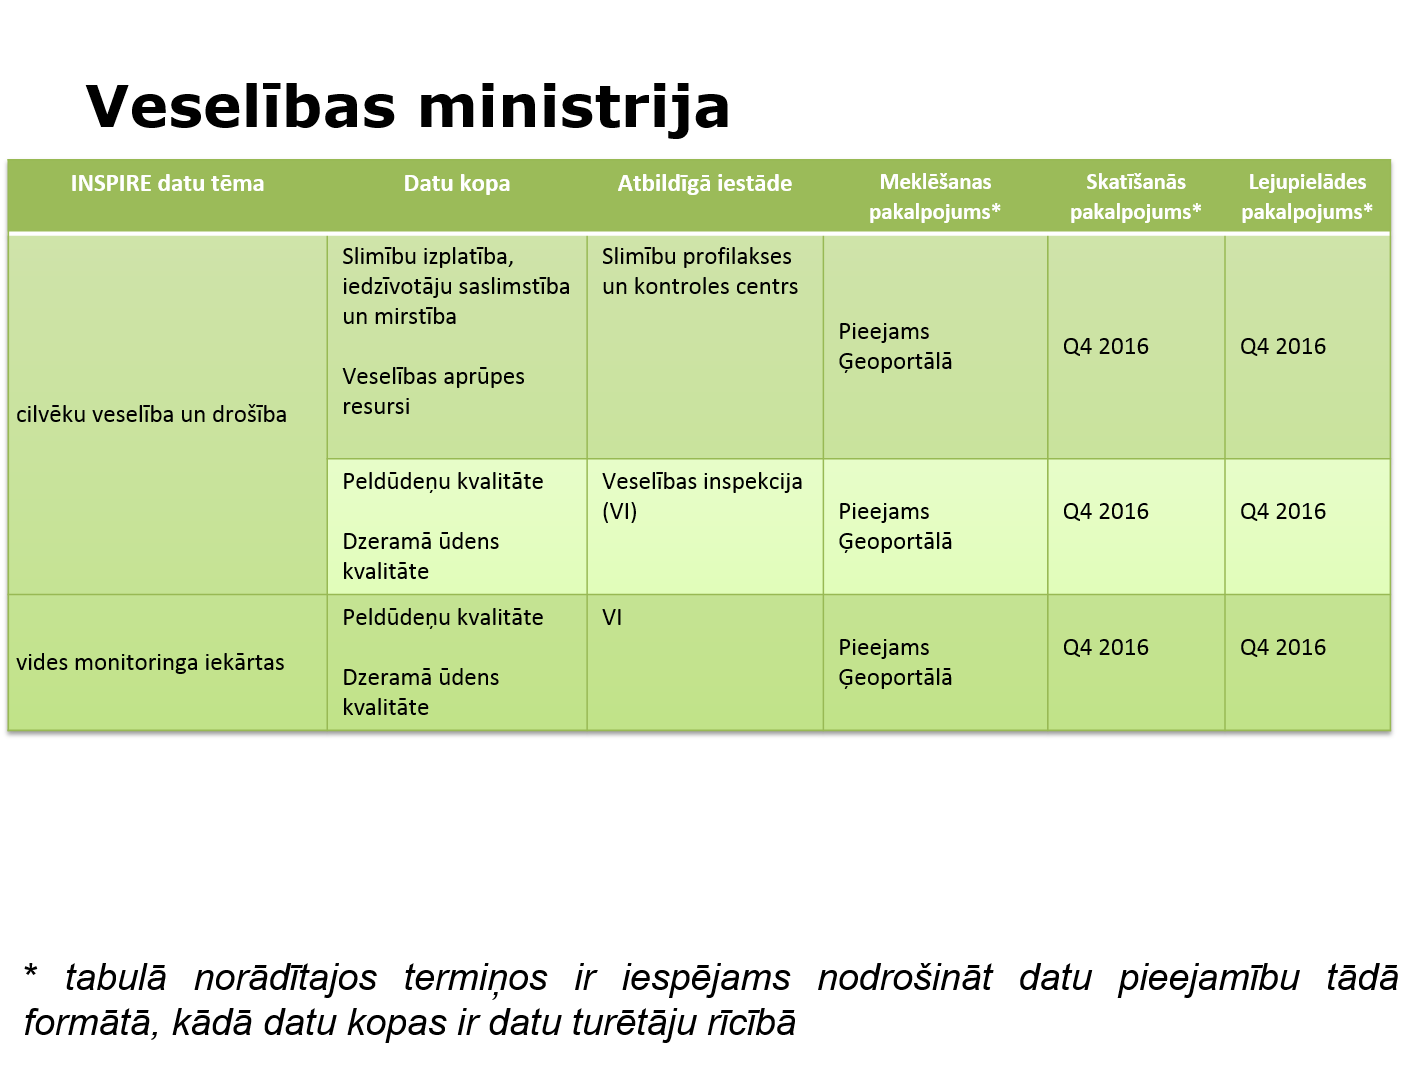 Veselības ministrija
INSPIRE datu tēma
Datu kopa
Atbildīgā iestāde
Meklēšanas
pakalpojums*
Skatīšanās
pakalpojums*
Lejupielādes
pakalpojums*
cilvēku veselība un drošība
Slimību izplatība,
iedzīvotāju saslimstība
un mirstība
Veselības aprūpes
resursi
Slimību profilakses
un kontroles centrs
Pieejams
Ģeoportālā
Q4 2016
Q4 2016
Peldūdeņu kvalitāte
Dzeramā ūdens
kvalitāte
Veselības inspekcija
(VI)
Pieejams
Ģeoportālā
Q4 2016
Q4 2016
vides monitoringa iekārtas
Peldūdeņu kvalitāte
Dzeramā ūdens
kvalitāte
VI
Pieejams
Ģeoportālā
Q4 2016
Q4 2016
* tabulā norādītajos termiņos ir iespējams nodrošināt datu pieejamību tādā
formātā, kādā datu kopas ir datu turētāju rīcībā